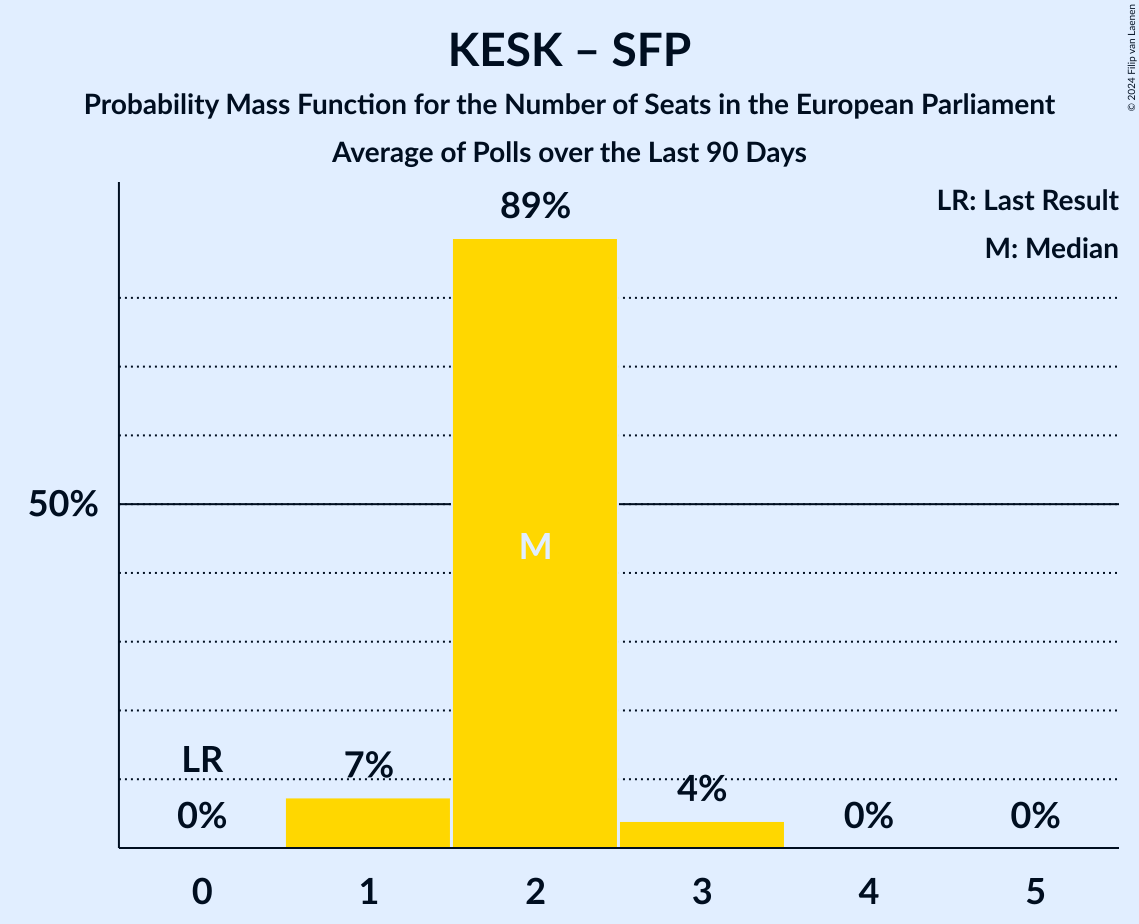 KESK – SFP
Probability Mass Function for the Number of Seats in the European Parliament
Average of Polls over the Last 90 Days
© 2024 Filip van Laenen
LR: Last Result
M: Median
89%
50%
M
LR
0%
7%
4%
0%
0%
0 1 2 3 4 5